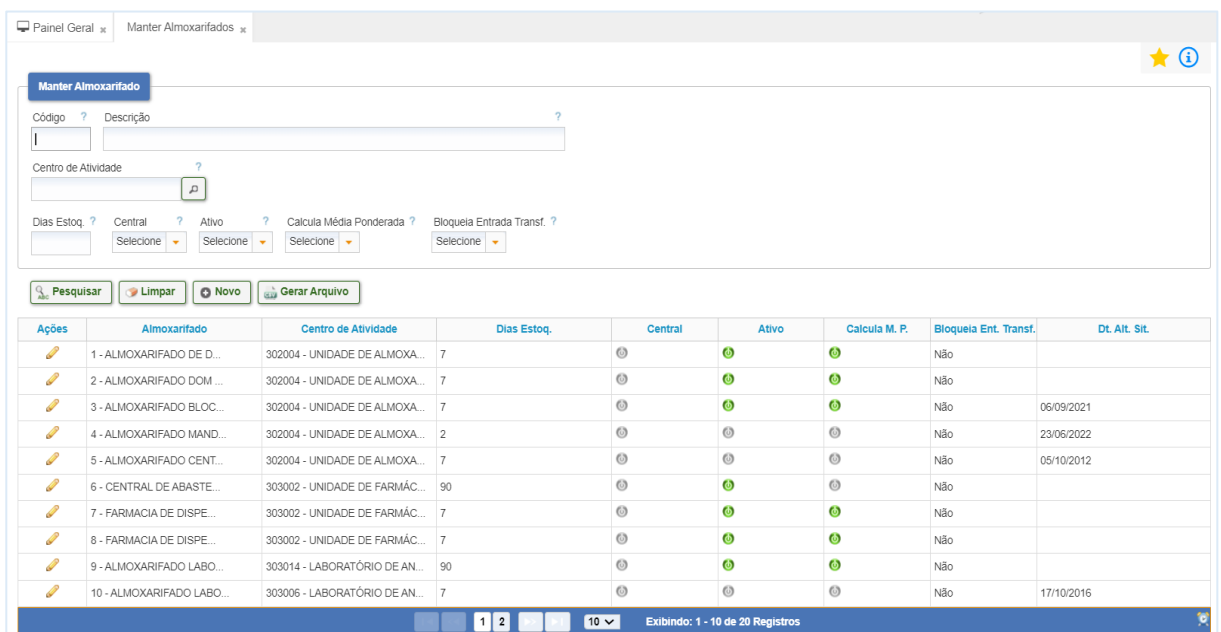 Painel Geral Manter Almoxarifados
Manter Almoxarifado
Código ? Descrição ?
Centro de Atividade ?
Dias Estoq. ? Central ? Ativo ? Calcula Média Ponderada ? Bloqueia Entrada Transf. ?
Selecione Selecione Selecione Selecione
Pesquisar Limpar Novo Gerar Arquivo
Ações Almoxarifado Centro de Atividade Dias Estoq. Central Ativo Calcula M. P. Bloqueia Ent. Transf. Dt. Alt. Sit.
1 - ALMOXARIFADO DE D... 302004 - UNIDADE DE ALMOXA... 7 Não
2 - ALMOXARIFADO DOM ... 302004 - UNIDADE DE ALMOXA... 7 Não
3 - ALMOXARIFADO BLOC... 302004 - UNIDADE DE ALMOXA... 7 Não 06/09/2021
4 - ALMOXARIFADO MAND... 302004 - UNIDADE DE ALMOXA... 2 Não 23/06/2022
5 - ALMOXARIFADO CENT... 302004 - UNIDADE DE ALMOXA... 7 Não 05/10/2012
6 - CENTRAL DE ABASTE... 303002 - UNIDADE DE FARMÁC... 90 Não
7 - FARMACIA DE DISPE... 303002 - UNIDADE DE FARMÁC... 7 Não
8 - FARMACIA DE DISPE... 303002 - UNIDADE DE FARMÁC... 7 Não
9 - ALMOXARIFADO LABO... 303014 - LABORATÓRIO DE AN... 90 Não
10 - ALMOXARIFADO LABO... 303006 - LABORATÓRIO DE AN... 7 Não 17/10/2016
1 2 10 Exibindo: 1 - 10 de 20 Registros